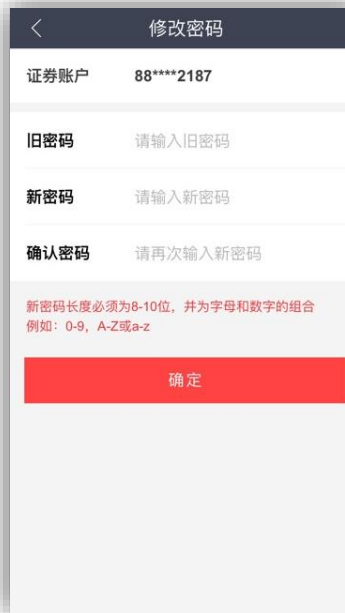 修改密码
证券账户 88****2187
旧密码 请输入旧密码
新密码 请输入新密码
确认密码 请再次输入新密码
新密码长度必须为8-10位，并为字母和数字的组合
例如：0-9，A-Z或a-z
确定